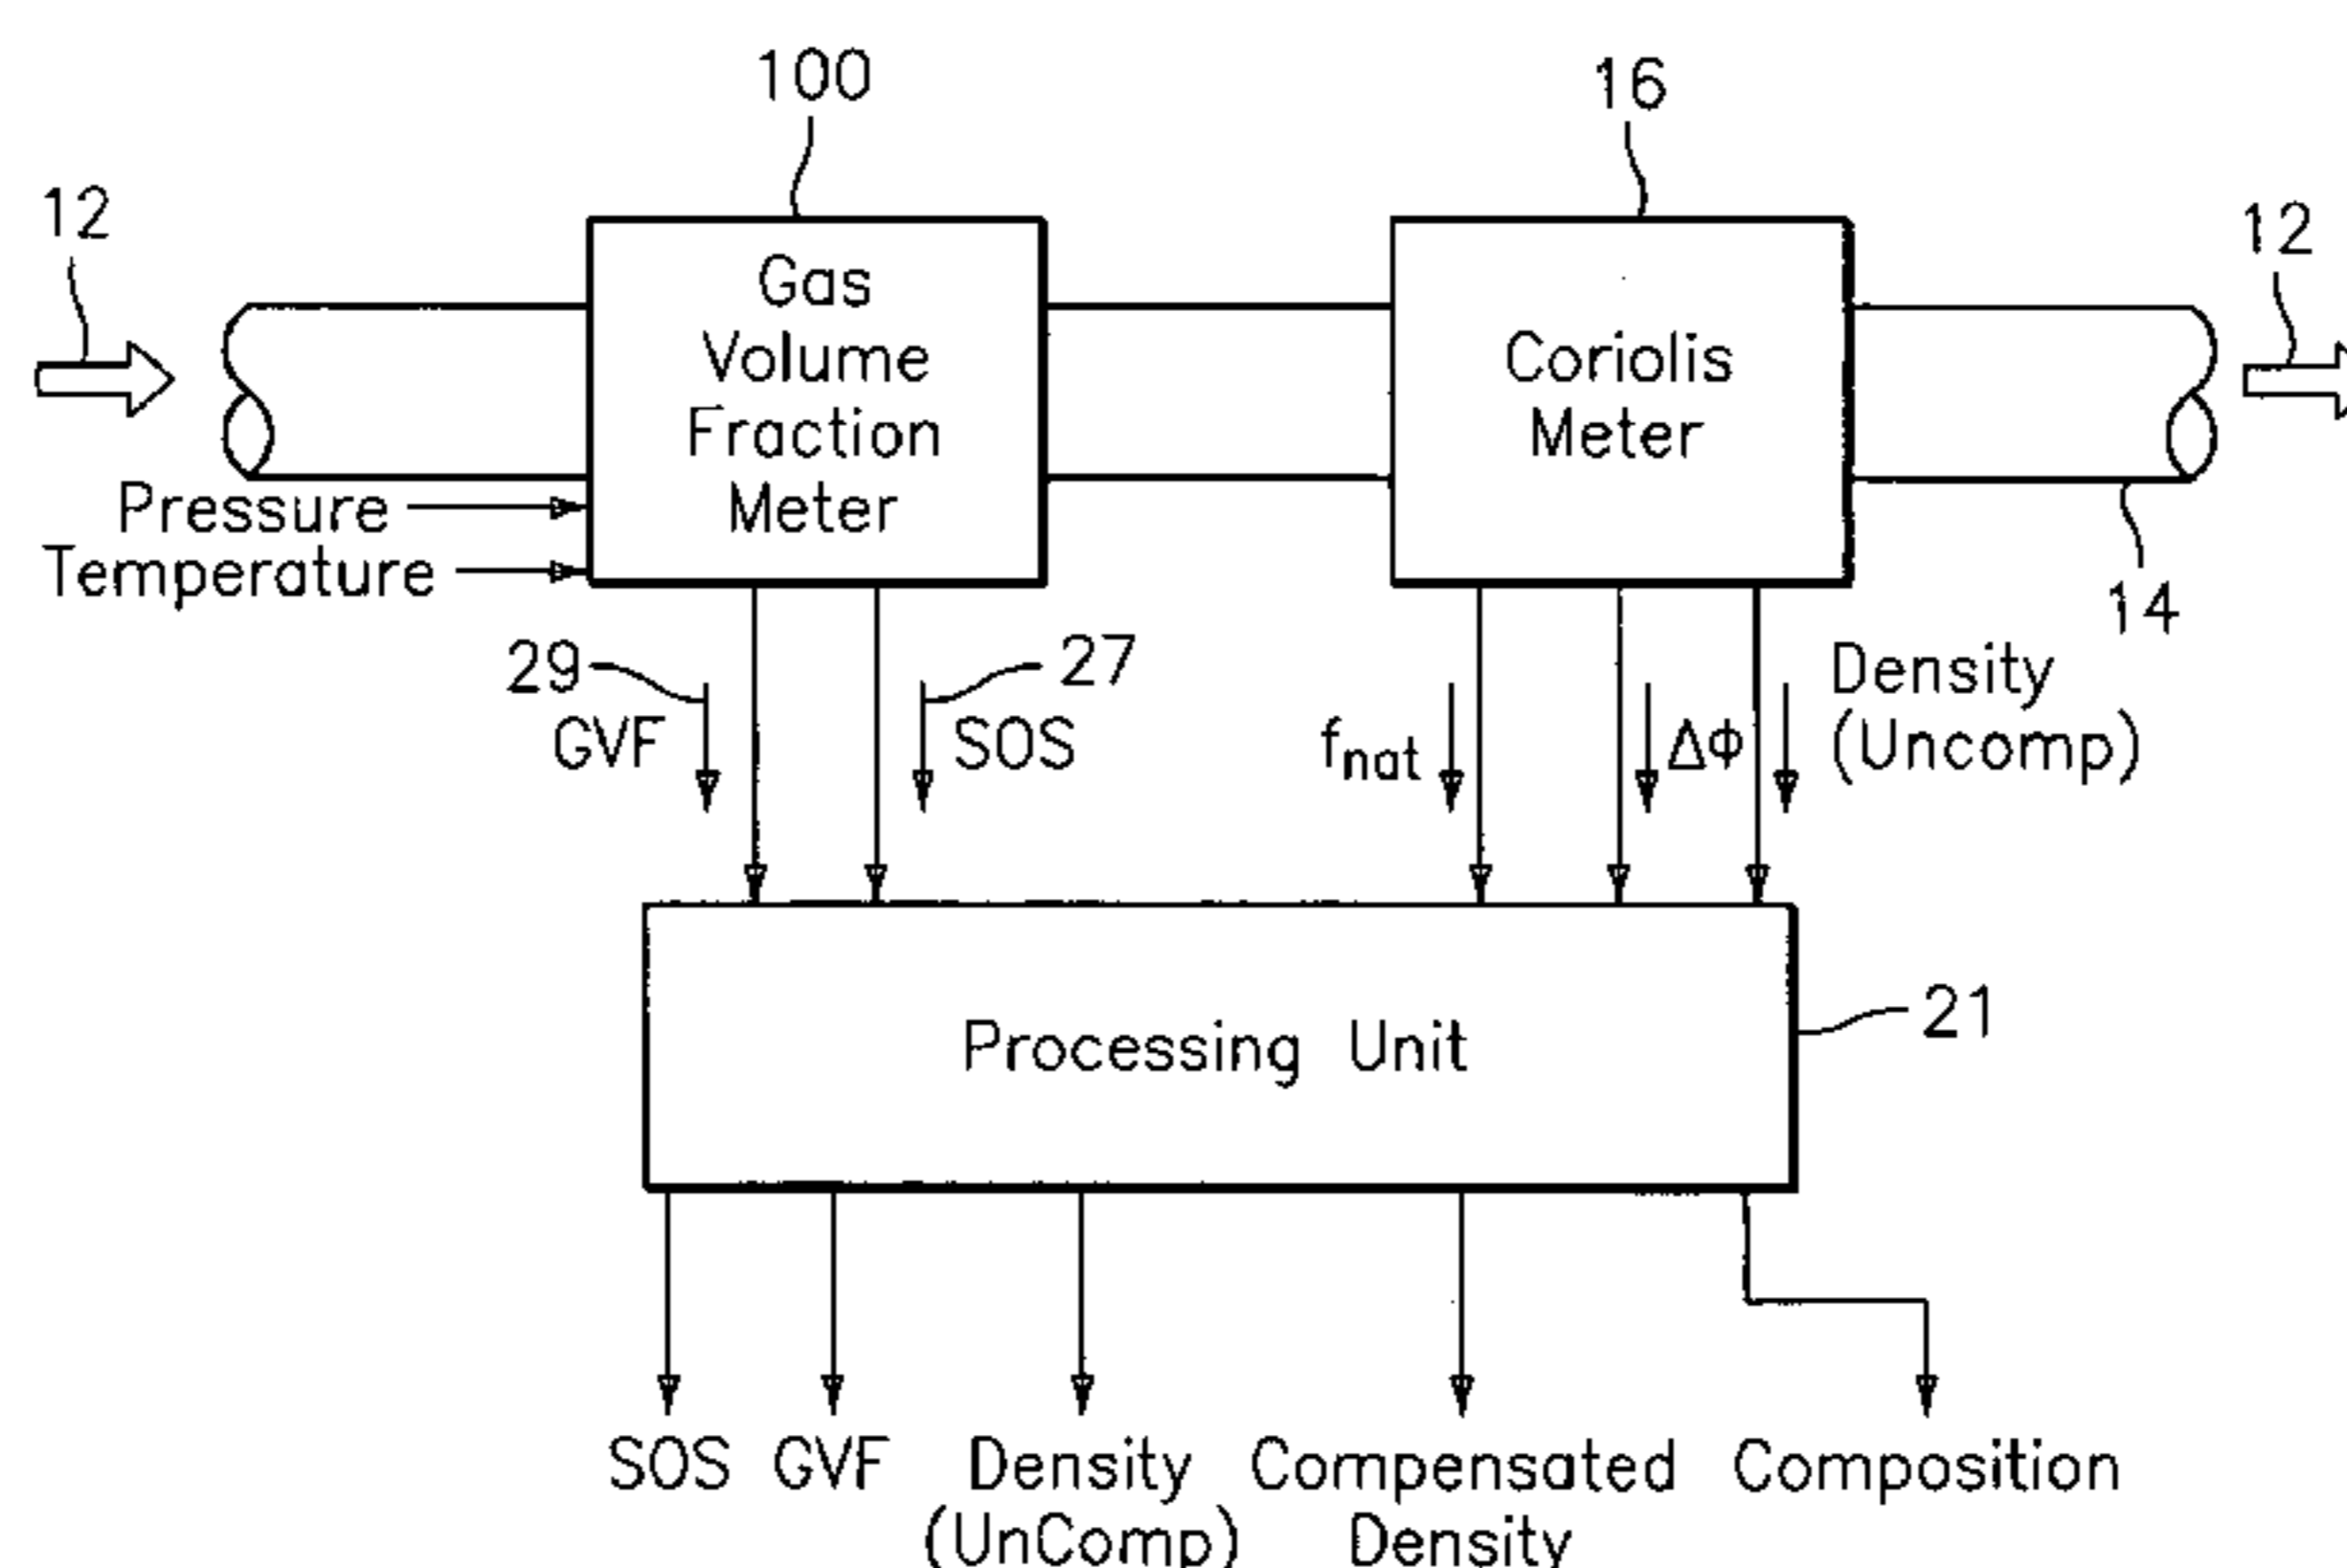 100
16
12
12
Gas
Volume
Fraction
Meter
Coriolis
Meter
Pressure
Temperature
14
29
GVF
27
SOS
fnat
ΔΦ
Density
(Uncomp)
Processing Unit
21
SOS
GVF
Density
(UnComp)
Compensated
Density
Composition